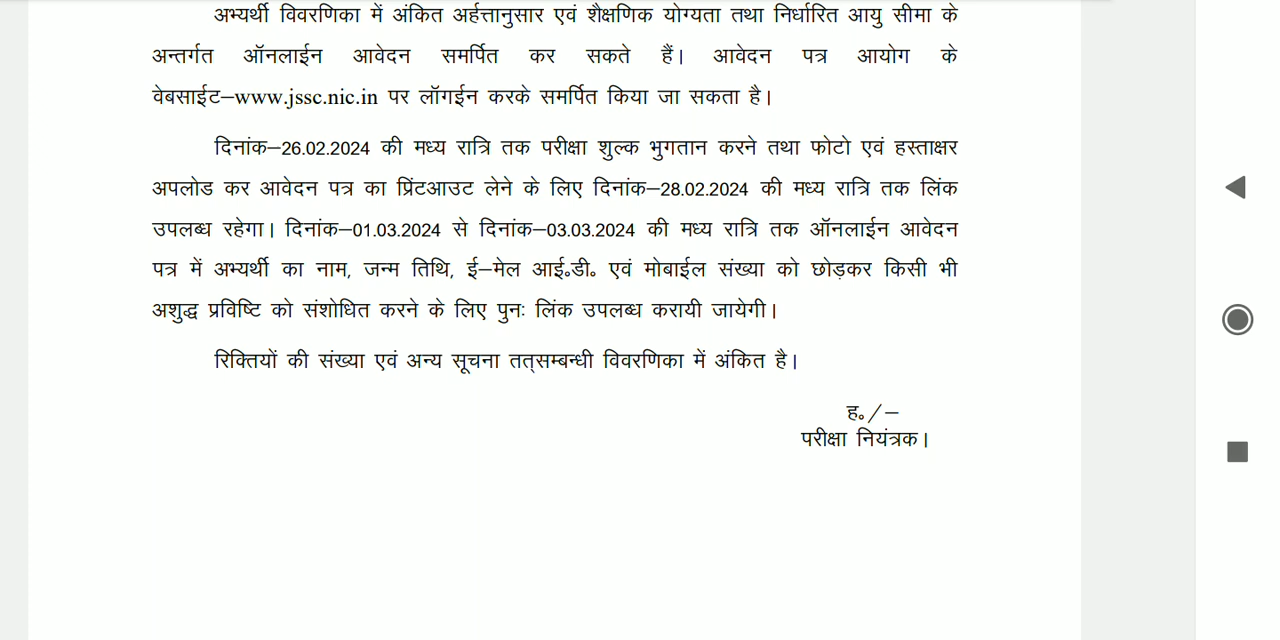 अभ्यर्थी विवरणिका में अंकित अर्हत्तानुसार एवं शैक्षणिक योग्यता तथा निर्धारित आयु सीमा के
अन्तर्गत ऑनलाईन आवेदन समर्पित कर सकते हैं। आवेदन पत्र आयोग के
वेबसाईट–www.jssc.nic.in पर लॉगईन करके समर्पित किया जा सकता है।
दिनांक–26.02.2024 की मध्य रात्रि तक परीक्षा शुल्क भुगतान करने तथा फोटो एवं हस्ताक्षर
अपलोड कर आवेदन पत्र का प्रिंटआउट लेने के लिए दिनांक–28.02.2024 की मध्य रात्रि तक लिंक
उपलब्ध रहेगा। दिनांक–01.03.2024 से दिनांक–03.03.2024 की मध्य रात्रि तक ऑनलाईन आवेदन
पत्र में अभ्यर्थी का नाम, जन्म तिथि, ई–मेल आई॰डी॰ एवं मोबाईल संख्या को छोड़कर किसी भी
अशुद्ध प्रविष्टि को संशोधित करने के लिए पुनः लिंक उपलब्ध करायी जायेगी।
रिक्तियों की संख्या एवं अन्य सूचना तत्सम्बन्धी विवरणिका में अंकित है।
ह॰/–
परीक्षा नियंत्रक।